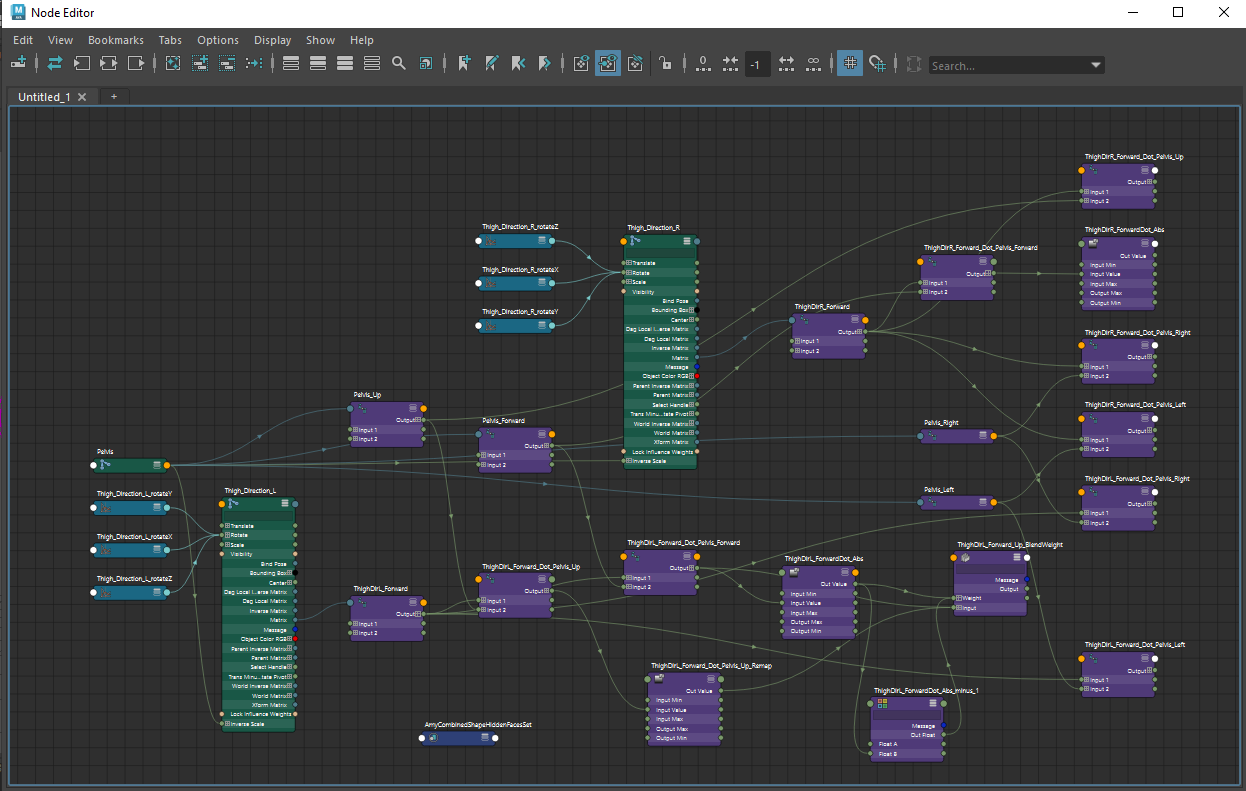 Node Editor
Edit View Bookmarks Tabs Options Display Show Help
0
-1
∞
Search...
Untitled_1
+
ThighDirR_Forward_Dot_Pelvis_Up
Output
Input 1
Input 2
Thigh_Direction_R_rotateZ
Thigh_Direction_R_rotateX
Thigh_Direction_R_rotateY
Thigh_Direction_R
Translate
Rotate
Scale
Visibility
Bind Pose
Bounding Box
Center
Dag Local I...erse Matrix
Dag Local Matrix
Inverse Matrix
Matrix
Message
Object Color RGB
Parent Inverse Matrix
Parent Matrix
Select Handle
Trans Minu...tate Pivot
World Inverse Matrix
World Matrix
Xform Matrix
Lock Influence Weights
Inverse Scale
ThighDirR_ForwardDot_Abs
Out Value
Input Min
Input Value
Input Max
Output Max
Output Min
ThighDirR_Forward_Dot_Pelvis_Forward
Output
Input 1
Input 2
ThighDirR_Forward
Output
Input 1
Input 2
ThighDirR_Forward_Dot_Pelvis_Right
Output
Input 1
Input 2
Pelvis_Up
Output
Input 1
Input 2
Pelvis_Forward
Output
Input 1
Input 2
ThighDirR_Forward_Dot_Pelvis_Left
Output
Input 1
Input 2
Pelvis_Right
Pelvis
Pelvis_Left
ThighDirL_Forward_Dot_Pelvis_Right
Output
Input 1
Input 2
Thigh_Direction_L_rotateY
Thigh_Direction_L_rotateX
Thigh_Direction_L_rotateZ
Thigh_Direction_L
Translate
Rotate
Scale
Visibility
Bind Pose
Bounding Box
Center
Dag Local I...erse Matrix
Dag Local Matrix
Inverse Matrix
Matrix
Message
Object Color RGB
Parent Inverse Matrix
Parent Matrix
Select Handle
Trans Minu...tate Pivot
World Inverse Matrix
World Matrix
Xform Matrix
Lock Influence Weights
Inverse Scale
ThighDirL_Forward
Output
Input 1
Input 2
ThighDirL_Forward_Dot_Pelvis_Up
Output
Input 1
Input 2
ThighDirL_Forward_Dot_Pelvis_Forward
Output
Input 1
Input 2
ThighDirL_ForwardDot_Abs
Out Value
Input Min
Input Value
Input Max
Output Max
Output Min
ThighDirL_Forward_Up_BlendWeight
Message
Output
Weight
Input
ThighDirL_Forward_Dot_Pelvis_Left
Output
Input 1
Input 2
ThighDirL_Forward_Dot_Pelvis_Up_Remap
Out Value
Input Min
Input Value
Input Max
Output Max
Output Min
ThighDirL_ForwardDot_Abs_minus_1
Message
Out Float
Float A
Float B
AmyCombinedShapeHiddenFacesSet